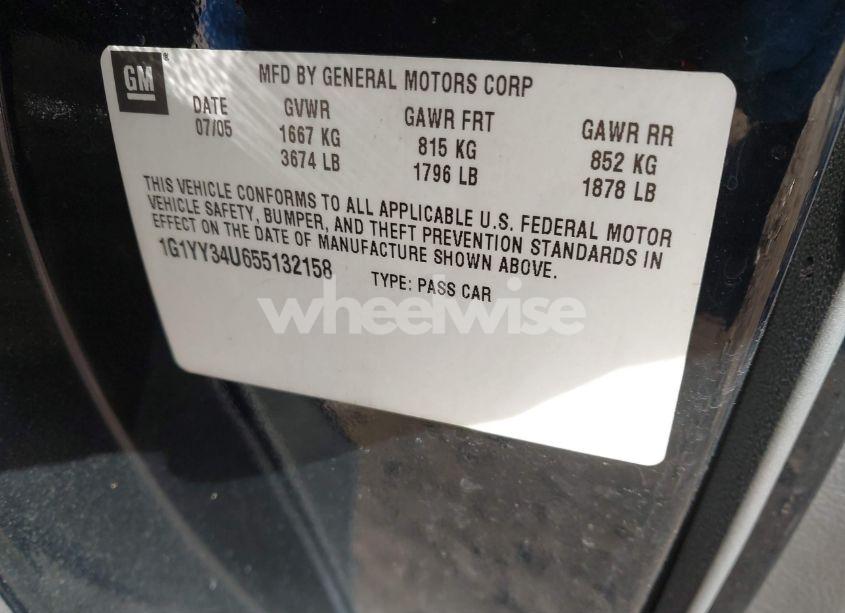 GM
MFD BY GENERAL MOTORS CORP
DATE GVWR GAWR FRT GAWR RR
07/05 1667 KG 815 KG 852 KG
3674 LB 1796 LB 1878 LB
THIS VEHICLE CONFORMS TO ALL APPLICABLE U.S. FEDERAL MOTOR
VEHICLE SAFETY, BUMPER, AND THEFT PREVENTION STANDARDS IN
EFFECT ON THE DATE OF MANUFACTURE SHOWN ABOVE.
1G1YY34U655132158 TYPE: PASS CAR
wheelwise